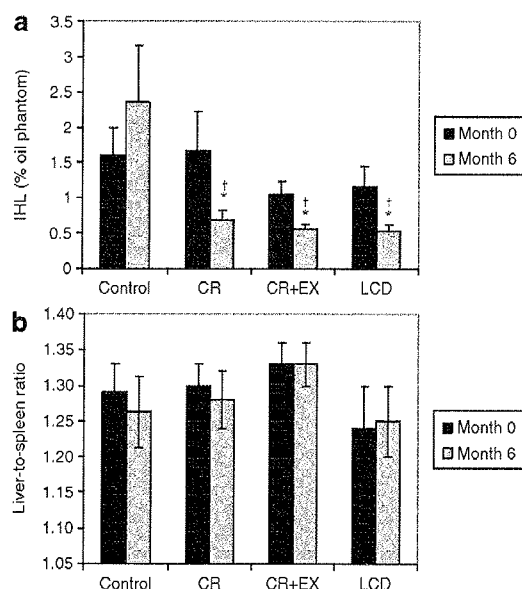 a
IHL (% oil phantom)
3.5
3
2.5
2
1.5
1
0.5
0
† * † * † *
Control CR CR+EX LCD
Month 0
Month 6
b
Liver-to-spleen ratio
1.40
1.35
1.30
1.25
1.20
1.15
1.10
1.05
Control CR CR+EX LCD
Month 0
Month 6